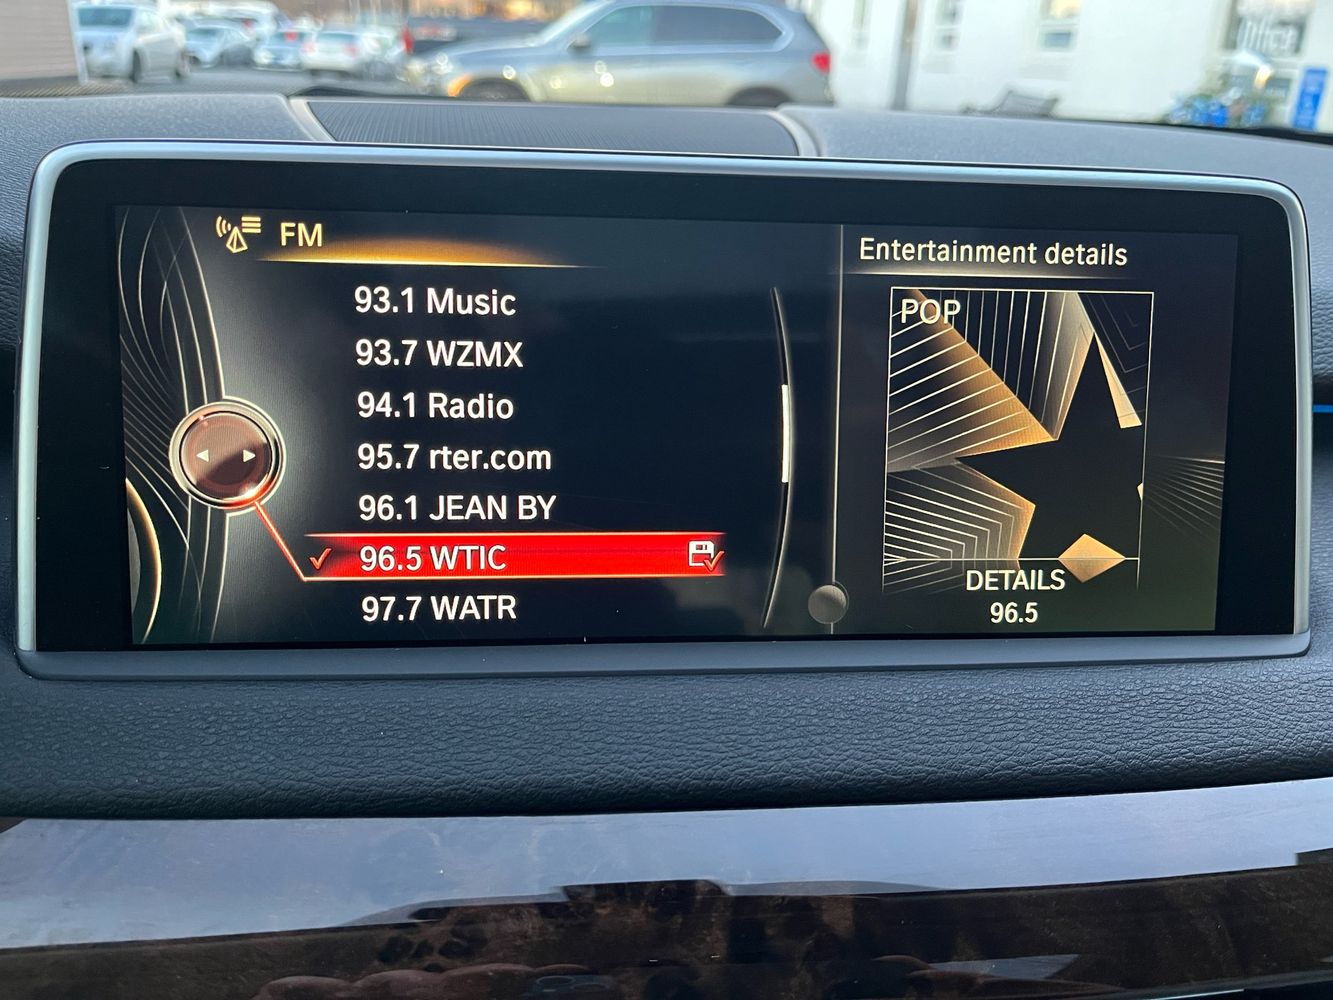 Office
FM
93.1 Music
93.7 WZMX
94.1 Radio
95.7 rter.com
96.1 JEAN BY
96.5 WTIC
97.7 WATR
Entertainment details
POP
DETAILS
96.5